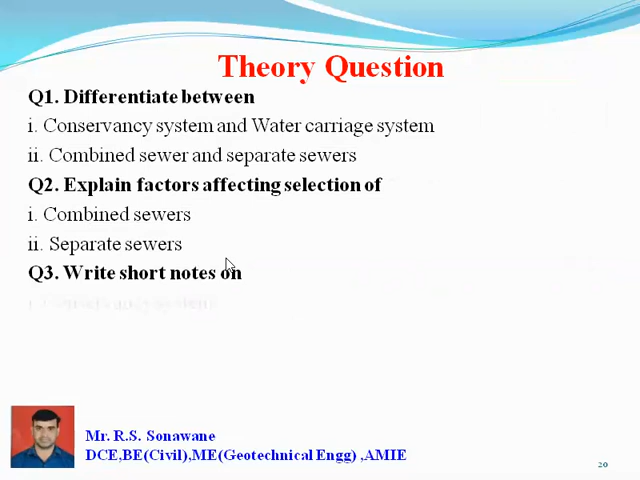 Theory Question
Q1. Differentiate between
i. Conservancy system and Water carriage system
ii. Combined sewer and separate sewers
Q2. Explain factors affecting selection of
i. Combined sewers
ii. Separate sewers
Q3. Write short notes on
i. Conservancy system
Mr. R.S. Sonawane
DCE,BE(Civil),ME(Geotechnical Engg) ,AMIE
20